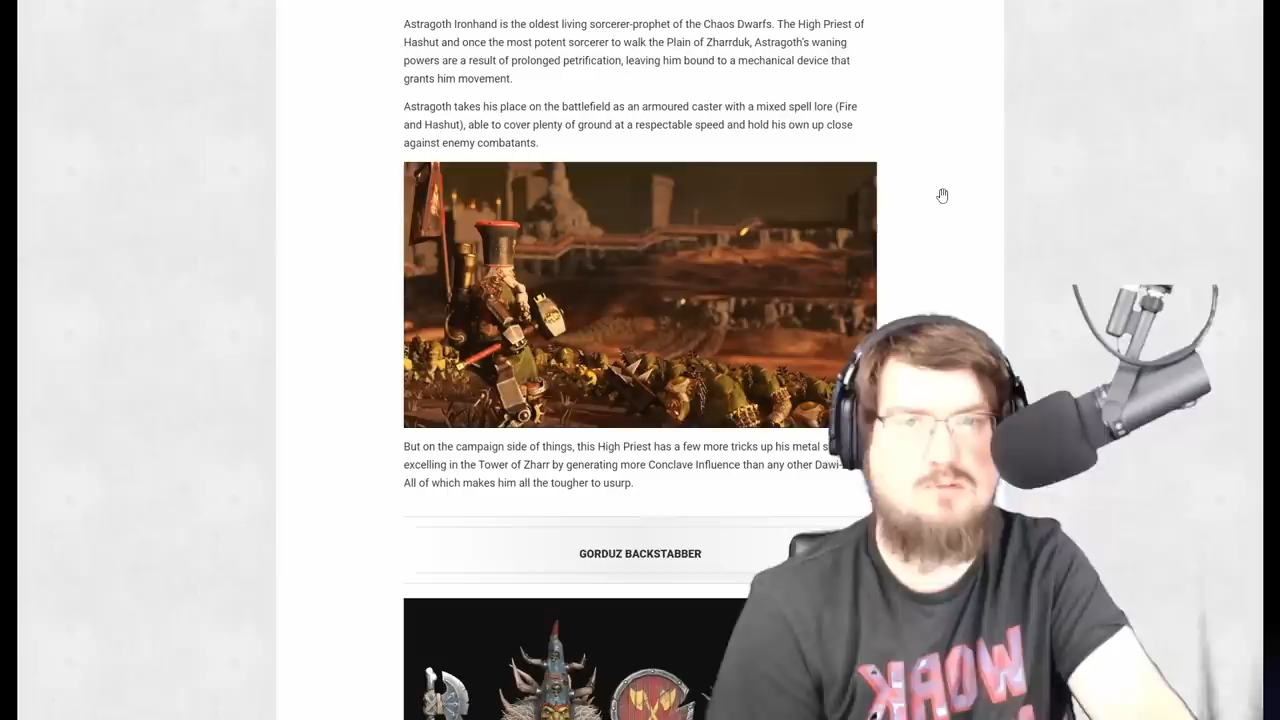 Astragoth Ironhand is the oldest living sorcerer-prophet of the Chaos Dwarfs. The High Priest of
Hashut and once the most potent sorcerer to walk the Plain of Zharrduk, Astragoth's waning
powers are a result of prolonged petrification, leaving him bound to a mechanical device that
grants him movement.
Astragoth takes his place on the battlefield as an armoured caster with a mixed spell lore (Fire
and Hashut), able to cover plenty of ground at a respectable speed and hold his own up close
against enemy combatants.
But on the campaign side of things, this High Priest has a few more tricks up his metal
excelling in the Tower of Zharr by generating more Conclave Influence than any other Dawi-
All of which makes him all the tougher to usurp.
GORDUZ BACKSTABBER
WORK